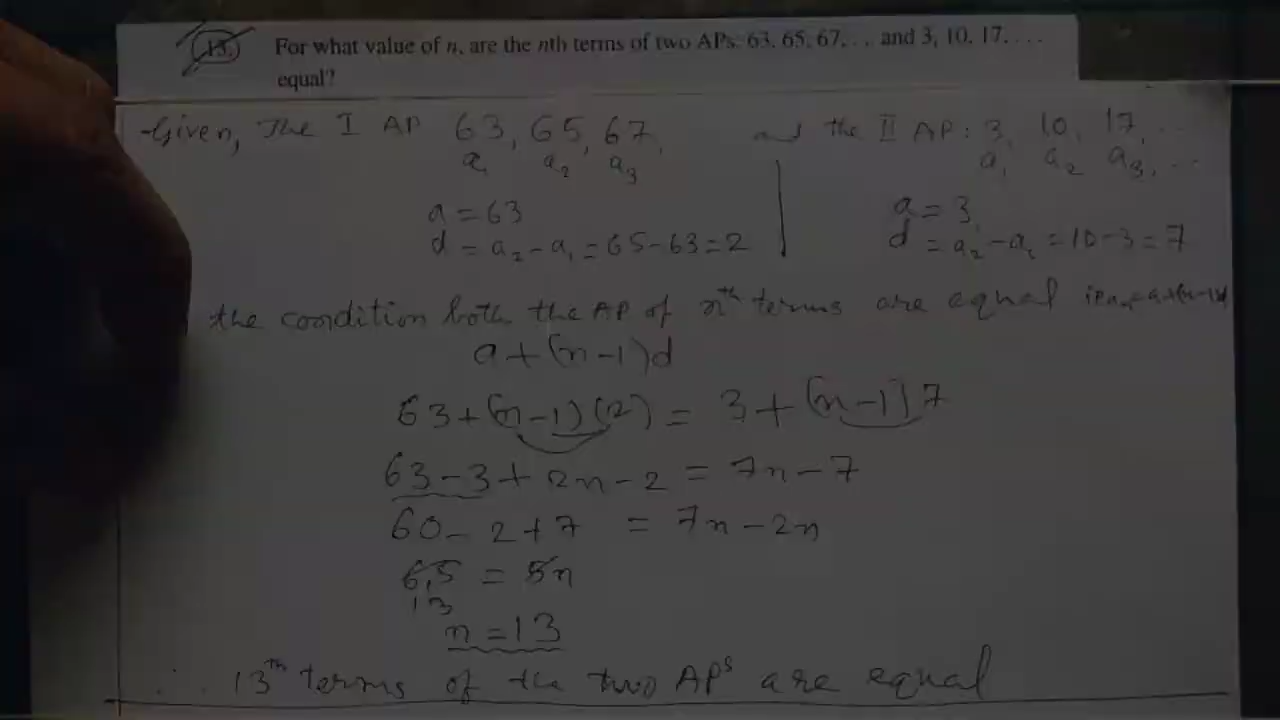 13. For what value of n, are the nth terms of two APs: 63, 65, 67, . . . and 3, 10, 17, . . . .
equal?
Given, The I AP 63, 65, 67, and the II AP: 3, 10, 17, ...
a₁ a₂ a₃ a₁ a₂ a₃, ...
a = 63 a = 3
d = a₂ - a₁ = 65 - 63 = 2 d = a₂ - a₁ = 10 - 3 = 7
the condition both the AP of nth terms are equal i.e aₙ = a+(n-1)d
a + (n - 1)d
63 + (n - 1)(2) = 3 + (n - 1) 7
63 - 3 + 2n - 2 = 7n - 7
60 - 2 + 7 = 7n - 2n
65 = 5n
13
n = 13
∴ 13th terms of the two APs are equal